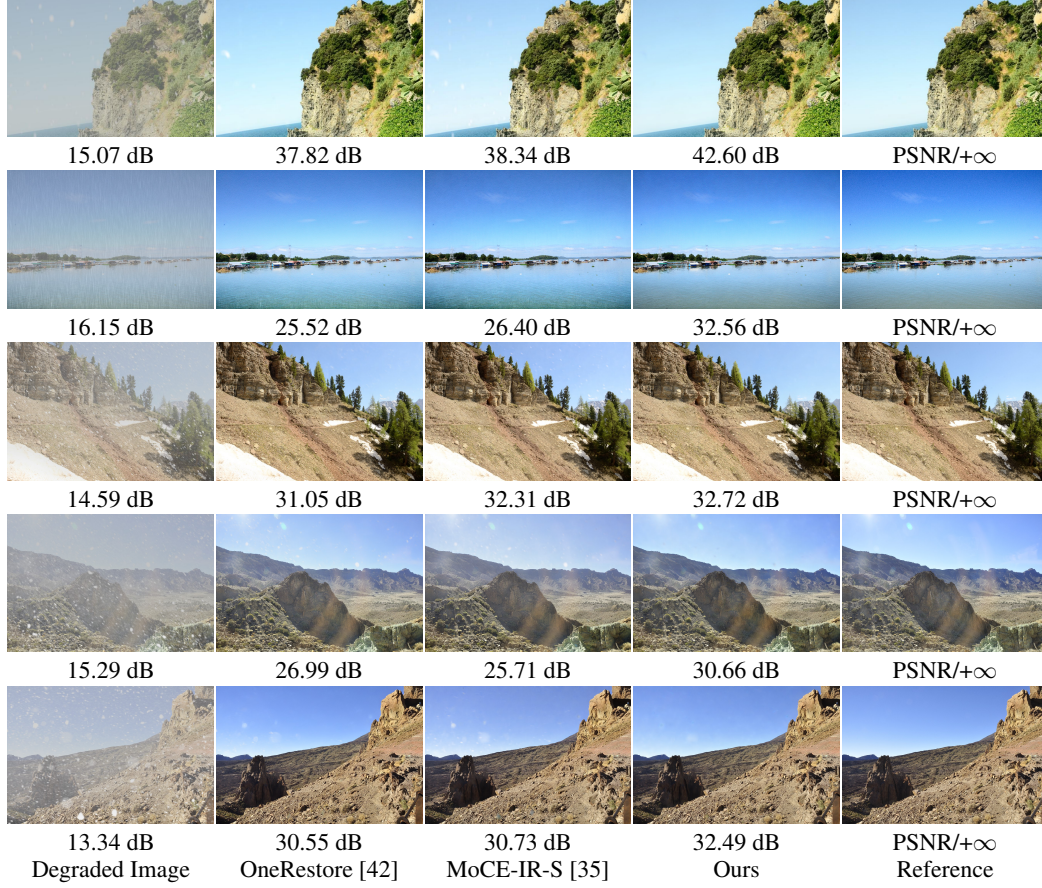 15.07 dB 37.82 dB 38.34 dB 42.60 dB PSNR/+∞
16.15 dB 25.52 dB 26.40 dB 32.56 dB PSNR/+∞
14.59 dB 31.05 dB 32.31 dB 32.72 dB PSNR/+∞
15.29 dB 26.99 dB 25.71 dB 30.66 dB PSNR/+∞
13.34 dB 30.55 dB 30.73 dB 32.49 dB PSNR/+∞
Degraded Image OneRestore [42] MoCE-IR-S [35] Ours Reference